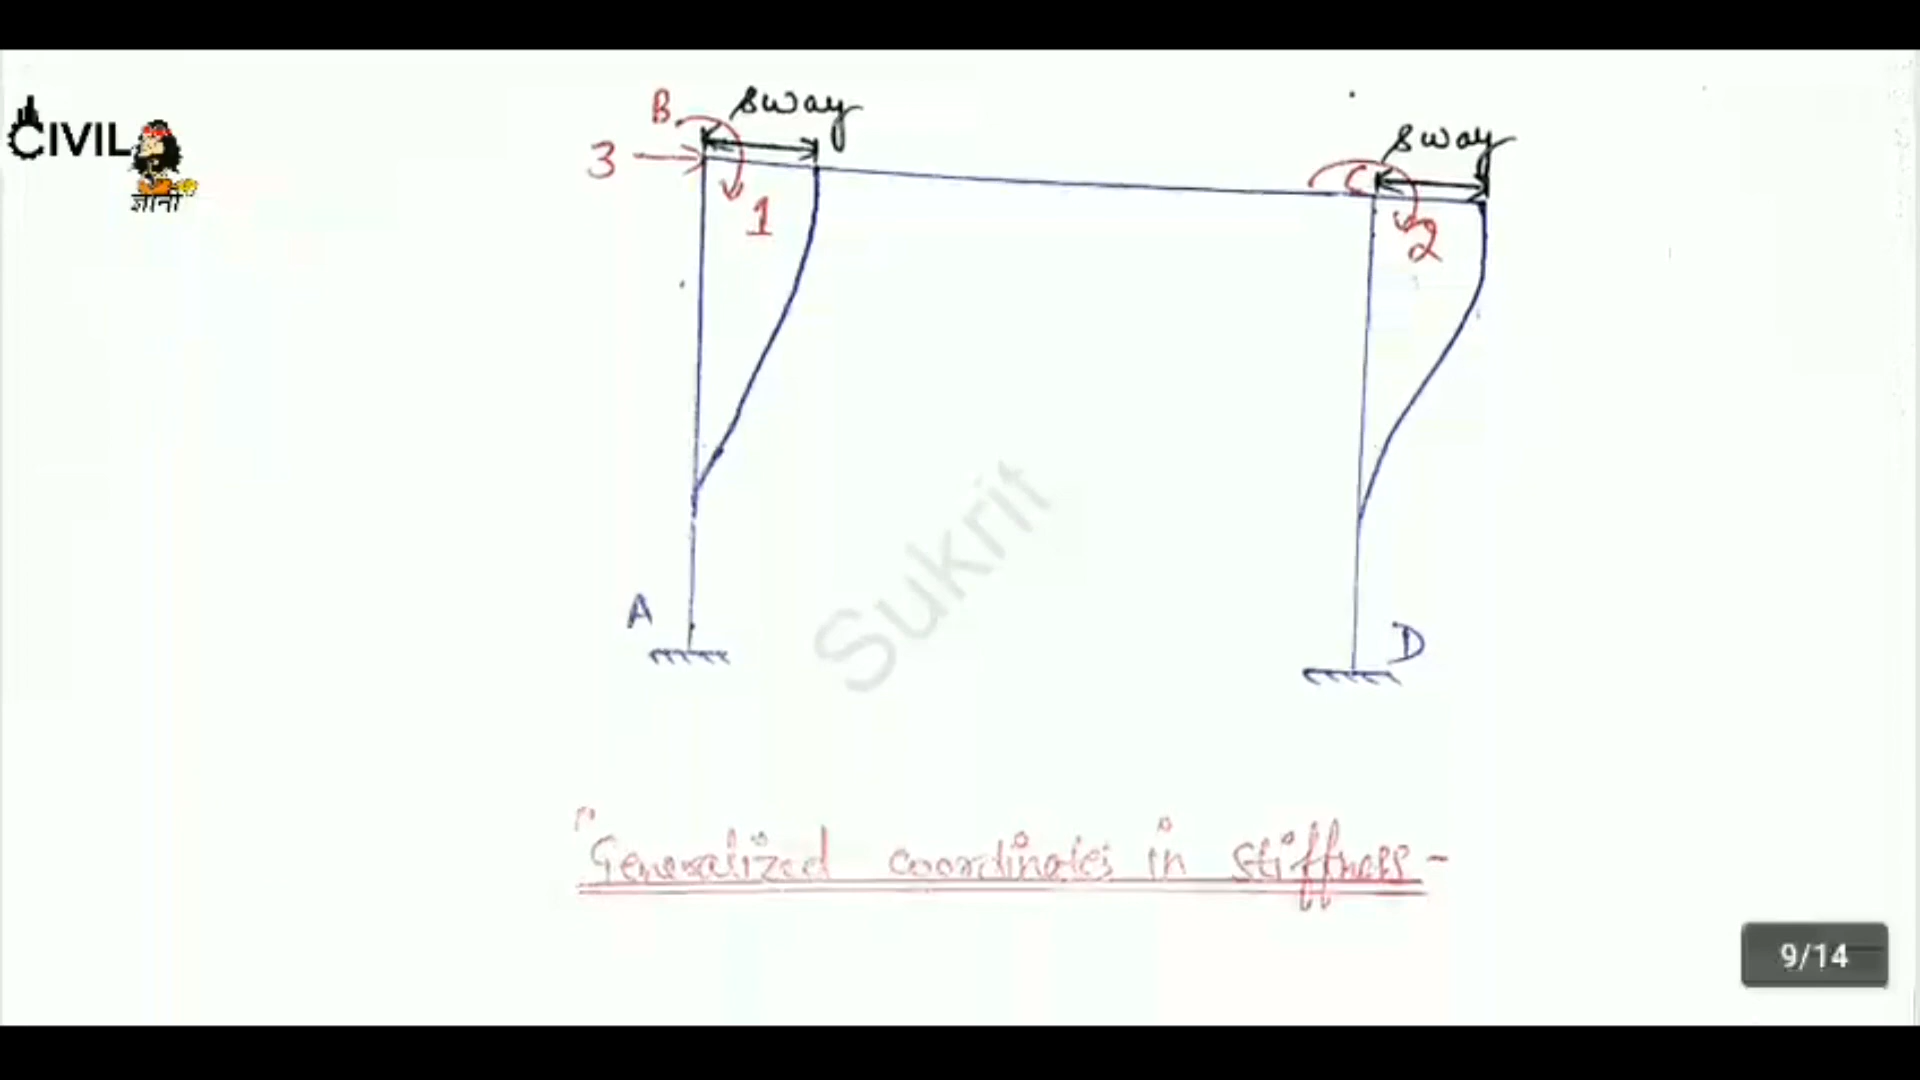 CIVIL
ज्ञानी
B sway
3
1
sway
C
2
A
D
Sukrit
"Generalized coordinates in stiffness-
9/14